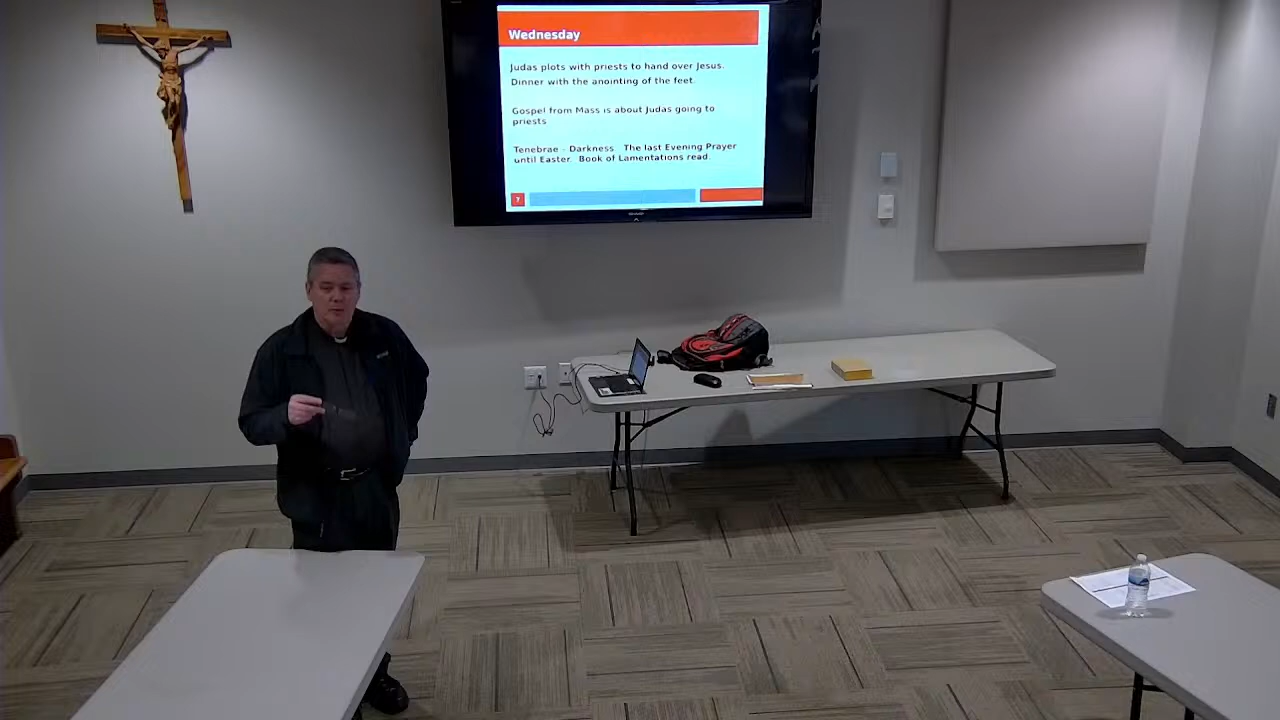 Wednesday
Judas plots with priests to hand over Jesus.
Dinner with the anointing of the feet.
Gospel from Mass is about Judas going to
priests
Tenebrae - Darkness The last Evening Prayer
until Easter. Book of Lamentations read.
7